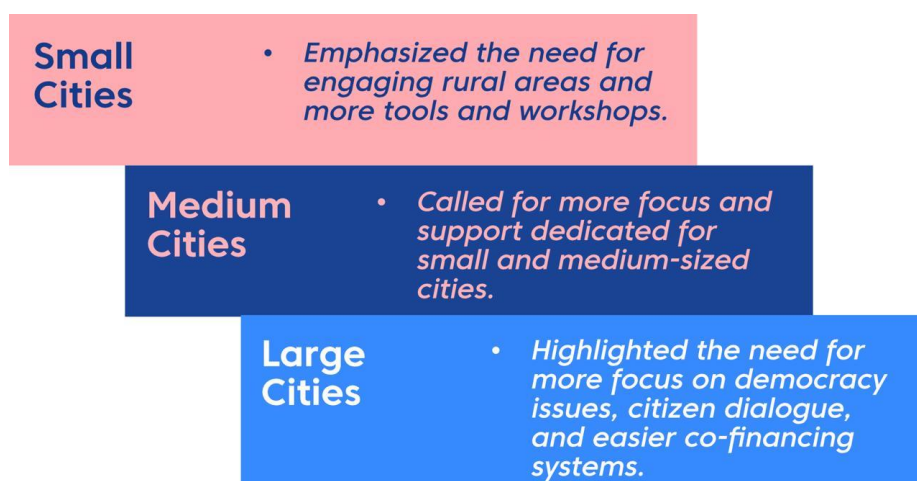 Small
Cities
• Emphasized the need for
engaging rural areas and
more tools and workshops.
Medium
Cities
• Called for more focus and
support dedicated for
small and medium-sized
cities.
Large
Cities
• Highlighted the need for
more focus on democracy
issues, citizen dialogue,
and easier co-financing
systems.